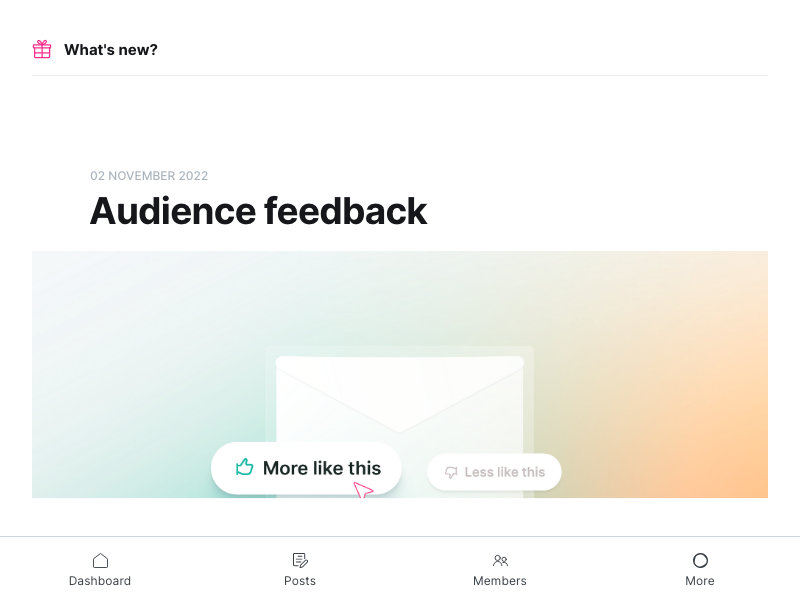 What's new?
02 NOVEMBER 2022
Audience feedback
More like this
Less like this
Dashboard
Posts
Members
More